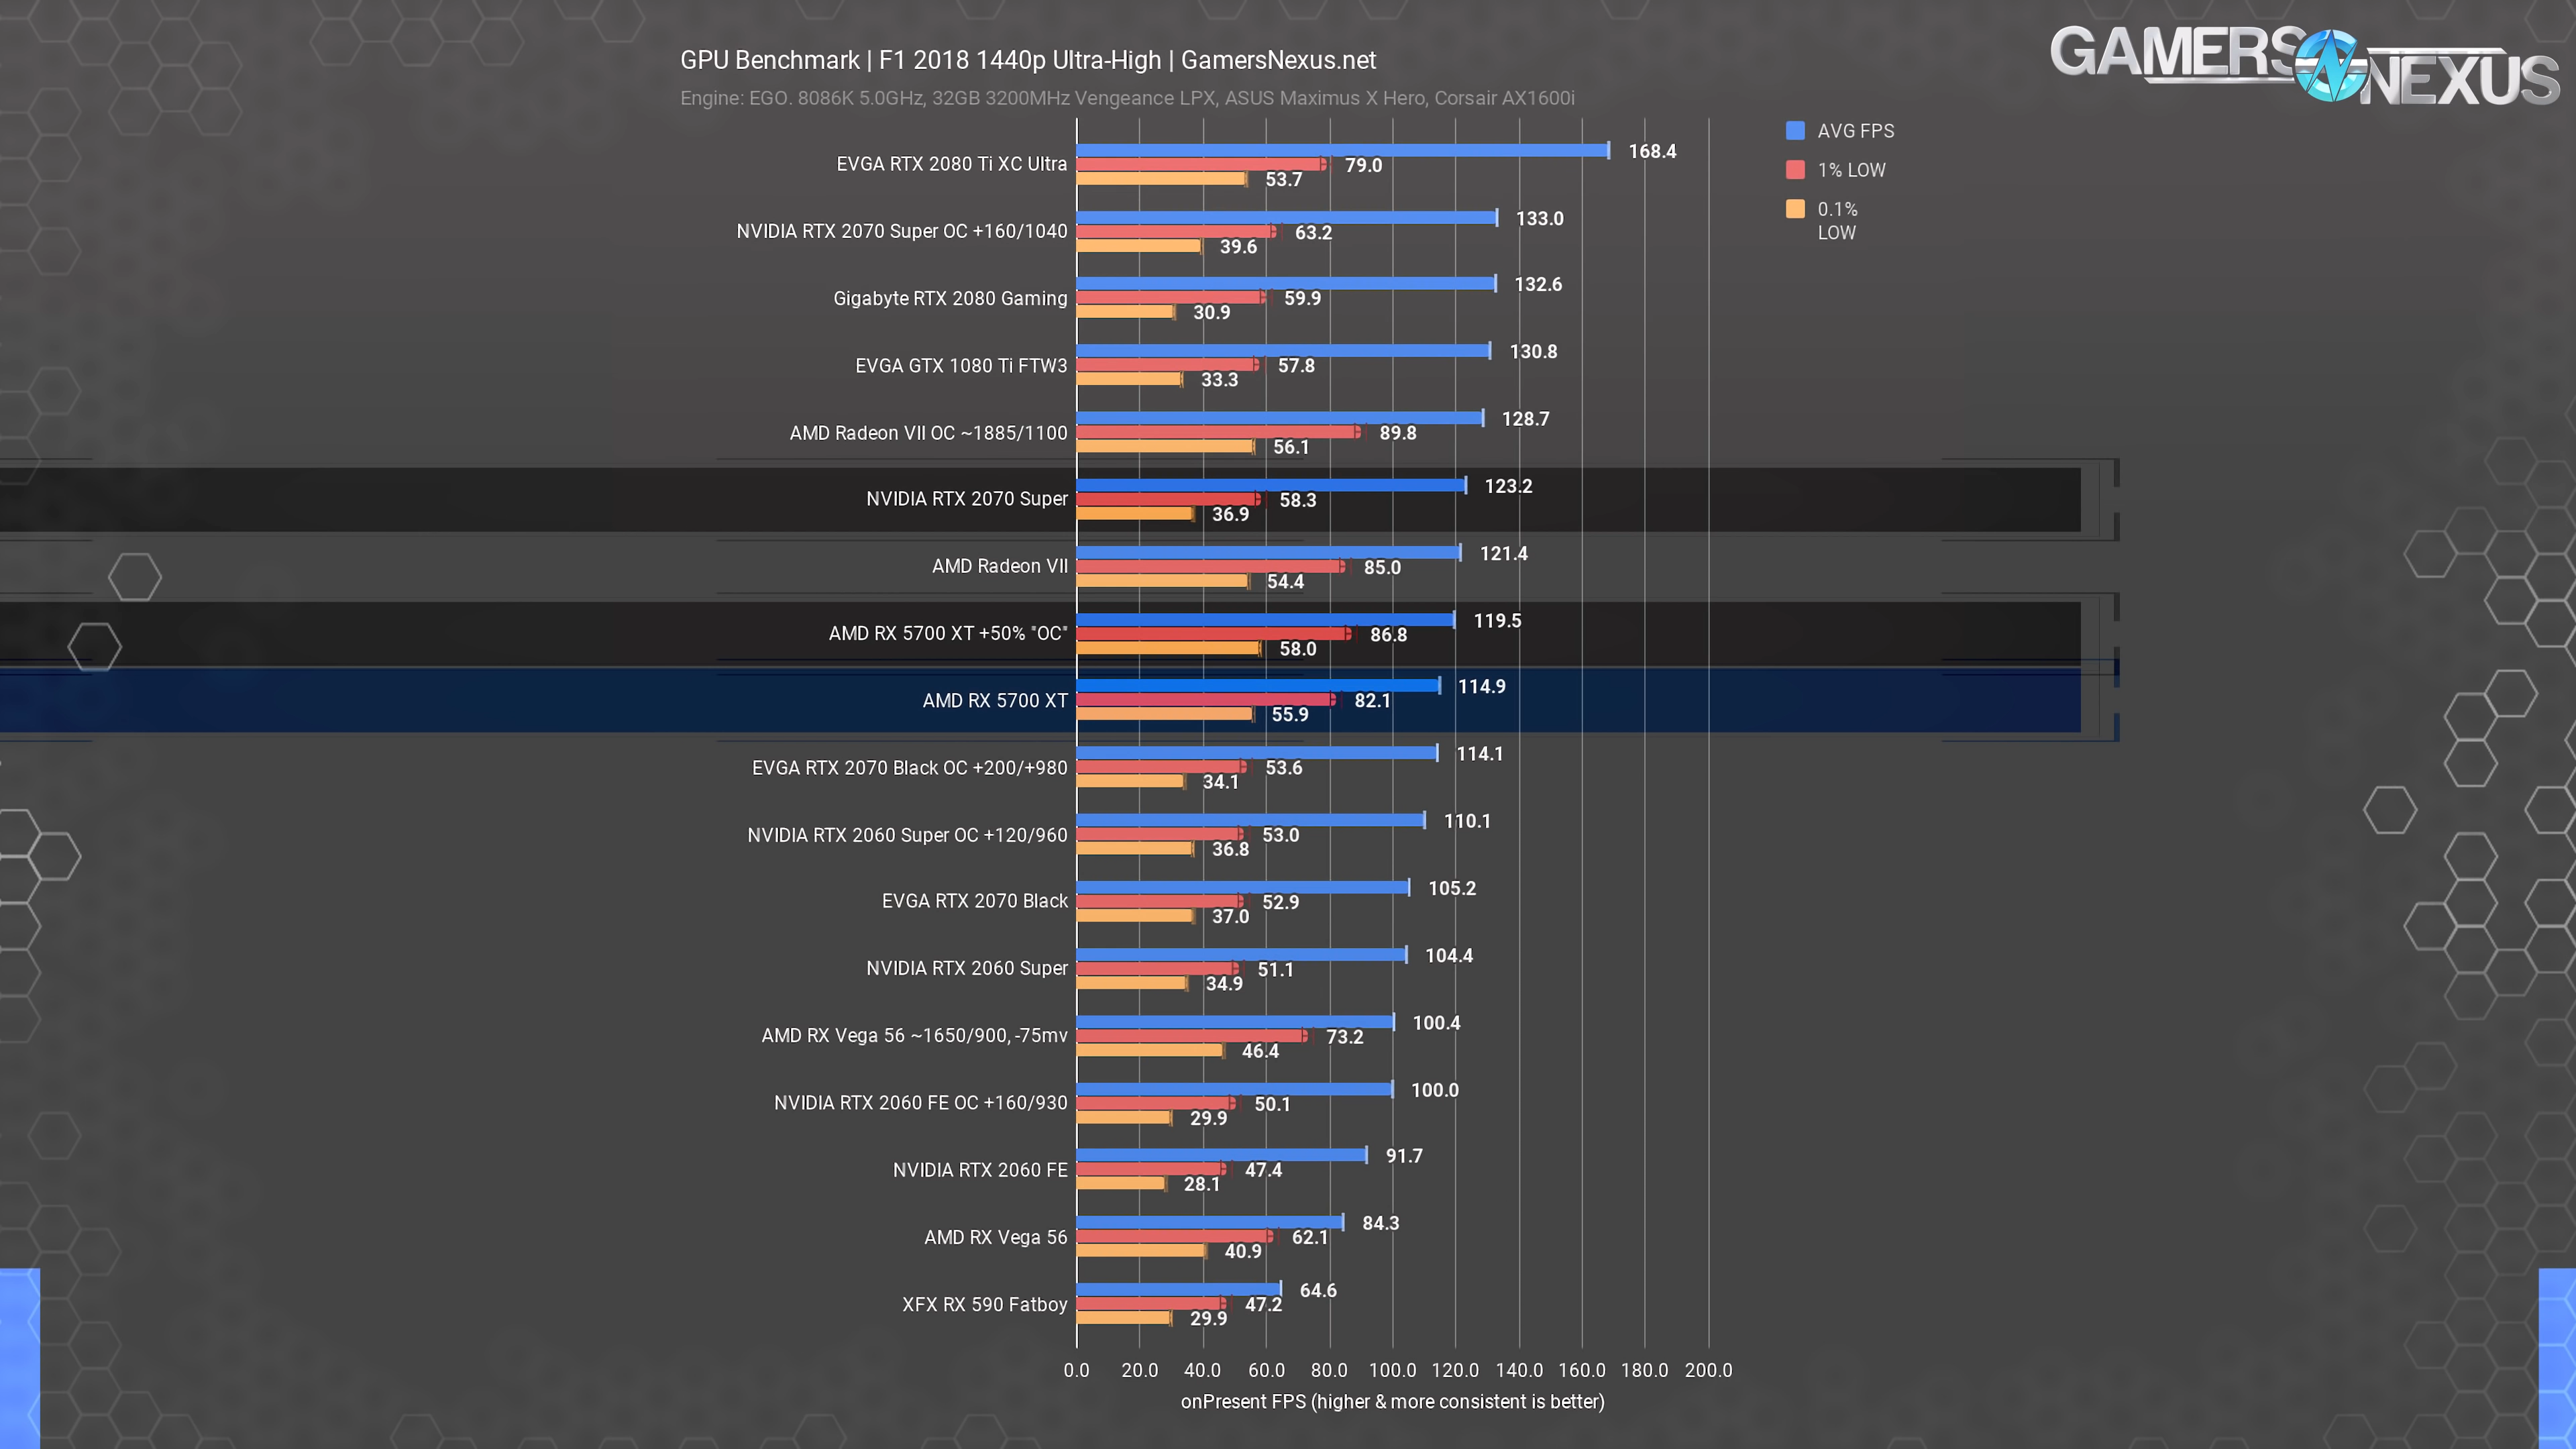 GAMERS NEXUS
GPU Benchmark | F1 2018 1440p Ultra-High | GamersNexus.net
Engine: EGO. 8086K 5.0GHz, 32GB 3200MHz Vengeance LPX, ASUS Maximus X Hero, Corsair AX1600i
AVG FPS
1% LOW
0.1%
LOW
EVGA RTX 2080 Ti XC Ultra
168.4
79.0
53.7
NVIDIA RTX 2070 Super OC +160/1040
133.0
63.2
39.6
Gigabyte RTX 2080 Gaming
132.6
59.9
30.9
EVGA GTX 1080 Ti FTW3
130.8
57.8
33.3
AMD Radeon VII OC ~1885/1100
128.7
89.8
56.1
NVIDIA RTX 2070 Super
123.2
58.3
36.9
AMD Radeon VII
121.4
85.0
54.4
AMD RX 5700 XT +50% "OC"
119.5
86.8
58.0
AMD RX 5700 XT
114.9
82.1
55.9
EVGA RTX 2070 Black OC +200/+980
114.1
53.6
34.1
NVIDIA RTX 2060 Super OC +120/960
110.1
53.0
36.8
EVGA RTX 2070 Black
105.2
52.9
37.0
NVIDIA RTX 2060 Super
104.4
51.1
34.9
AMD RX Vega 56 ~1650/900, -75mv
100.4
73.2
46.4
NVIDIA RTX 2060 FE OC +160/930
100.0
50.1
29.9
NVIDIA RTX 2060 FE
91.7
47.4
28.1
AMD RX Vega 56
84.3
62.1
40.9
XFX RX 590 Fatboy
64.6
47.2
29.9
0.0 20.0 40.0 60.0 80.0 100.0 120.0 140.0 160.0 180.0 200.0
onPresent FPS (higher & more consistent is better)